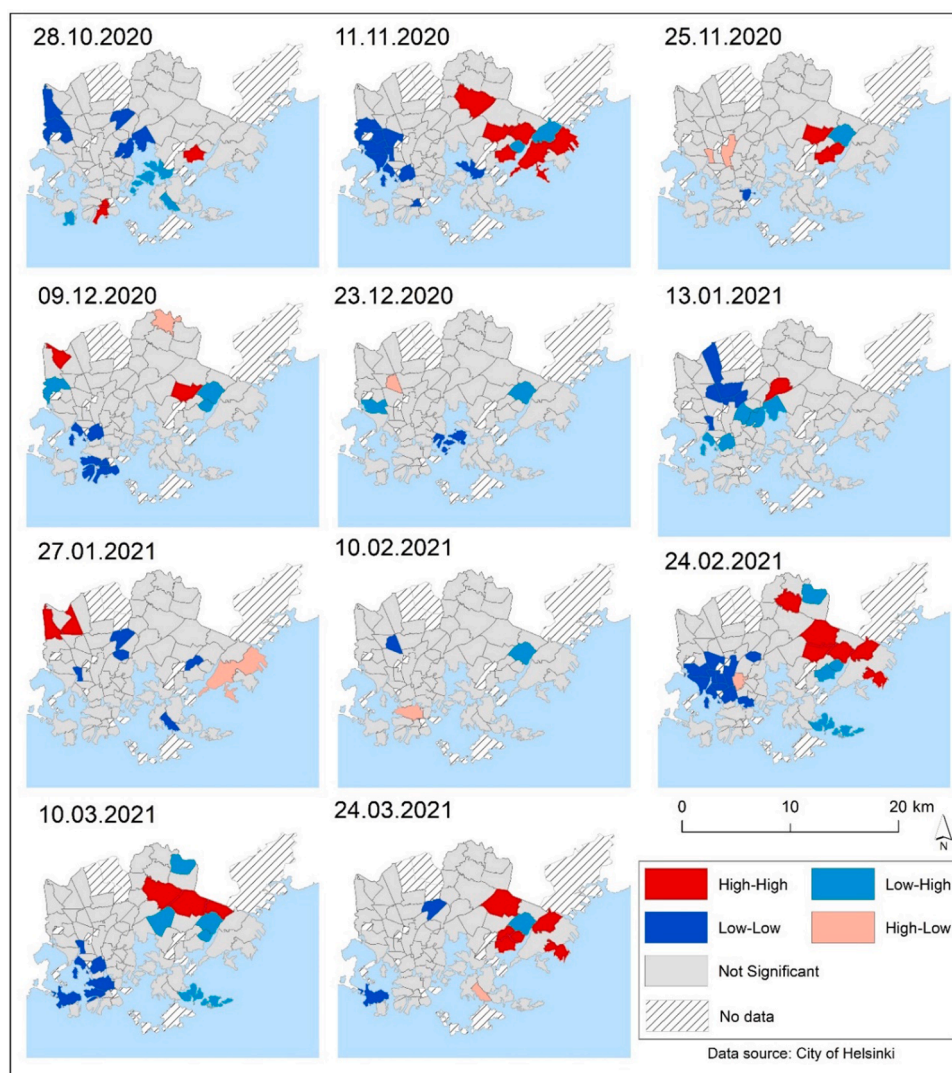 28.10.2020
11.11.2020
25.11.2020
09.12.2020
23.12.2020
13.01.2021
27.01.2021
10.02.2021
24.02.2021
10.03.2021
24.03.2021
0 10 20 km
N
High-High
Low-High
Low-Low
High-Low
Not Significant
No data
Data source: City of Helsinki